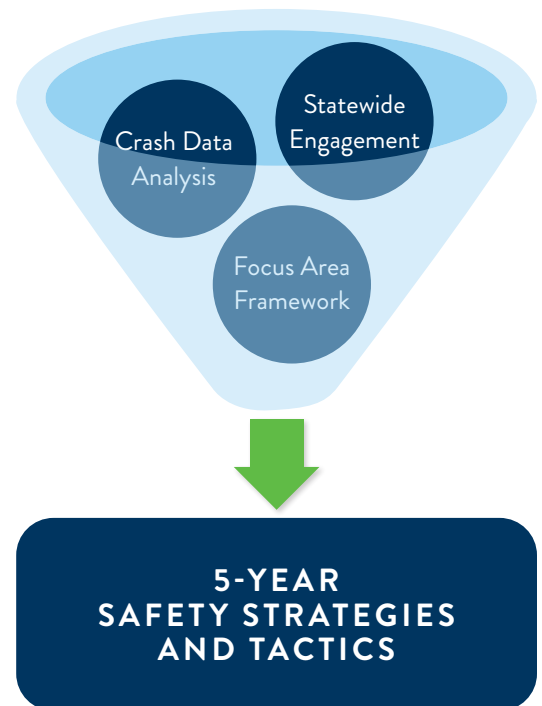 Statewide
Engagement
Crash Data
Analysis
Focus Area
Framework
5-YEAR
SAFETY STRATEGIES
AND TACTICS